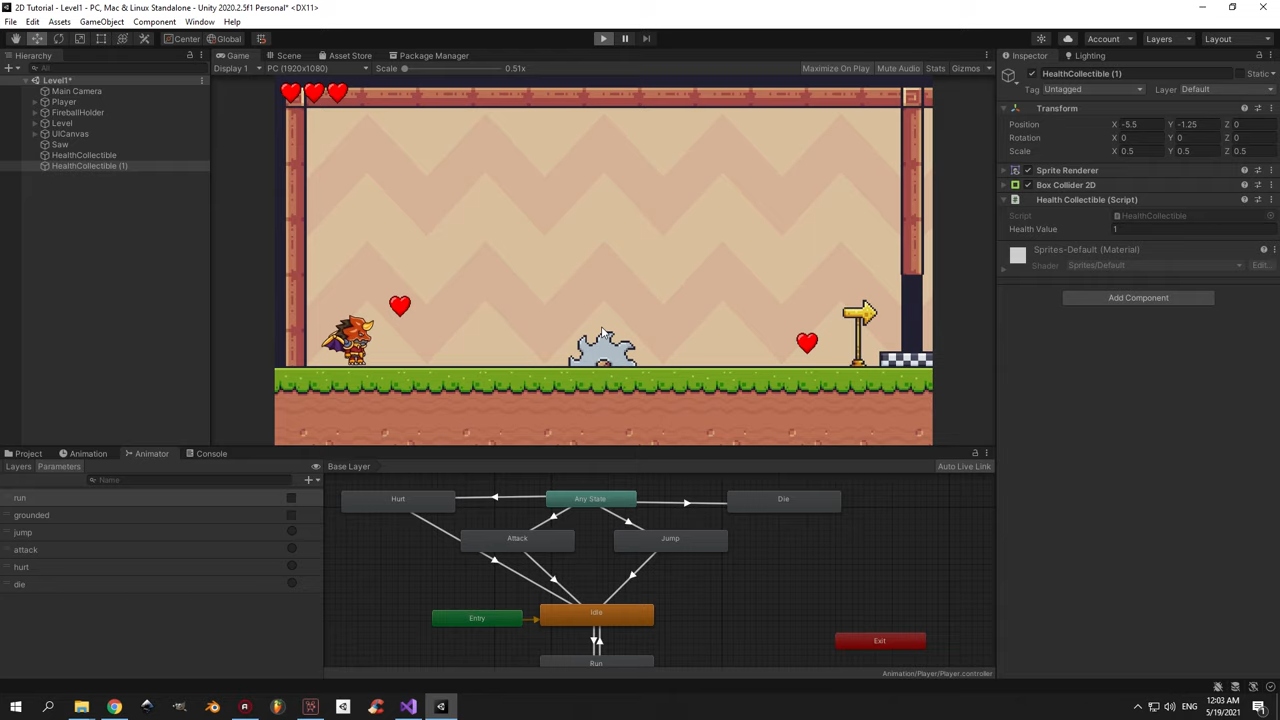 2D Tutorial - Level1 - PC, Mac & Linux Standalone - Unity 2020.2.5f1 Personal* <DX11>
File Edit Assets GameObject Component Window Help
Center Global Account Layers Layout
Hierarchy Game Scene Asset Store Package Manager Inspector Lighting
All Display 1 PC (1920x1080) Scale 0.51x Maximize On Play Mute Audio Stats Gizmos HealthCollectible (1) Static
Level1*
Main Camera
Player
FireballHolder
Level
UICanvas
Saw
HealthCollectible
HealthCollectible (1)
Tag Untagged Layer Default
Transform
Position X -5.5 Y -1.25 Z 0
Rotation X 0 Y 0 Z 0
Scale X 0.5 Y 0.5 Z 0.5
Sprite Renderer
Box Collider 2D
Health Collectible (Script)
Script HealthCollectible
Health Value 1
Sprites-Default (Material)
Shader Sprites/Default Edit...
Add Component
Project Animation Animator Console
Layers Parameters Base Layer Auto Live Link
Name
run
grounded
jump
attack
hurt
die
Hurt Any State Die
Attack Jump
Entry Idle
Exit
Run
Animation/Player/Player.controller
ENG 12:03 AM
5/19/2021